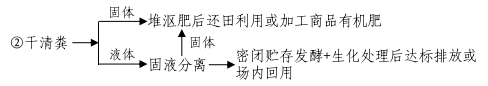 固体
堆沤肥后还田利用或加工商品有机肥
②干清粪
固体
液体
固液分离
密闭贮存发酵+生化处理后达标排放或
场内回用